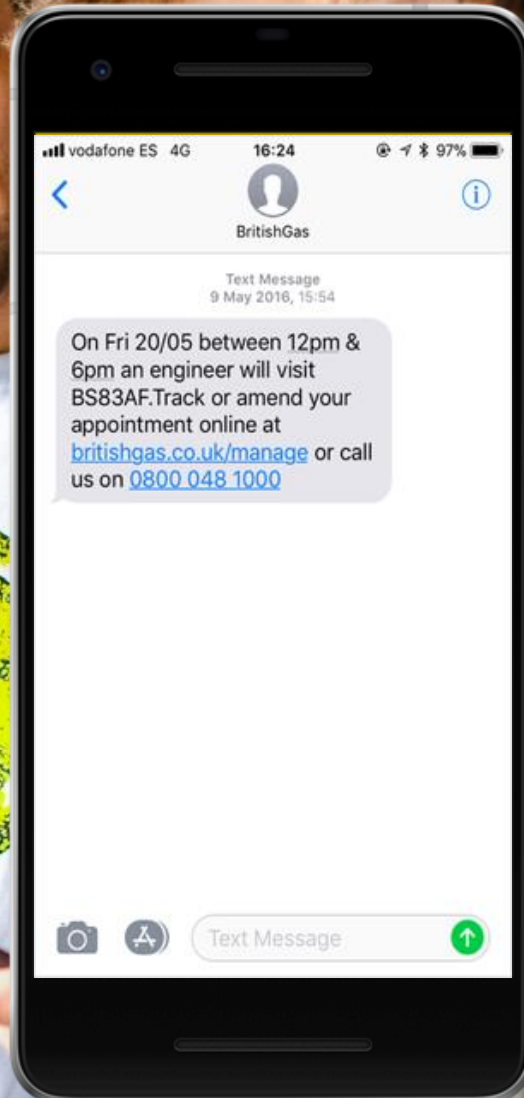 vodafone ES 4G 16:24 97%
BritishGas
Text Message
9 May 2016, 15:54
On Fri 20/05 between 12pm &
6pm an engineer will visit
BS83AF.Track or amend your
appointment online at
britishgas.co.uk/manage or call
us on 0800 048 1000
Text Message